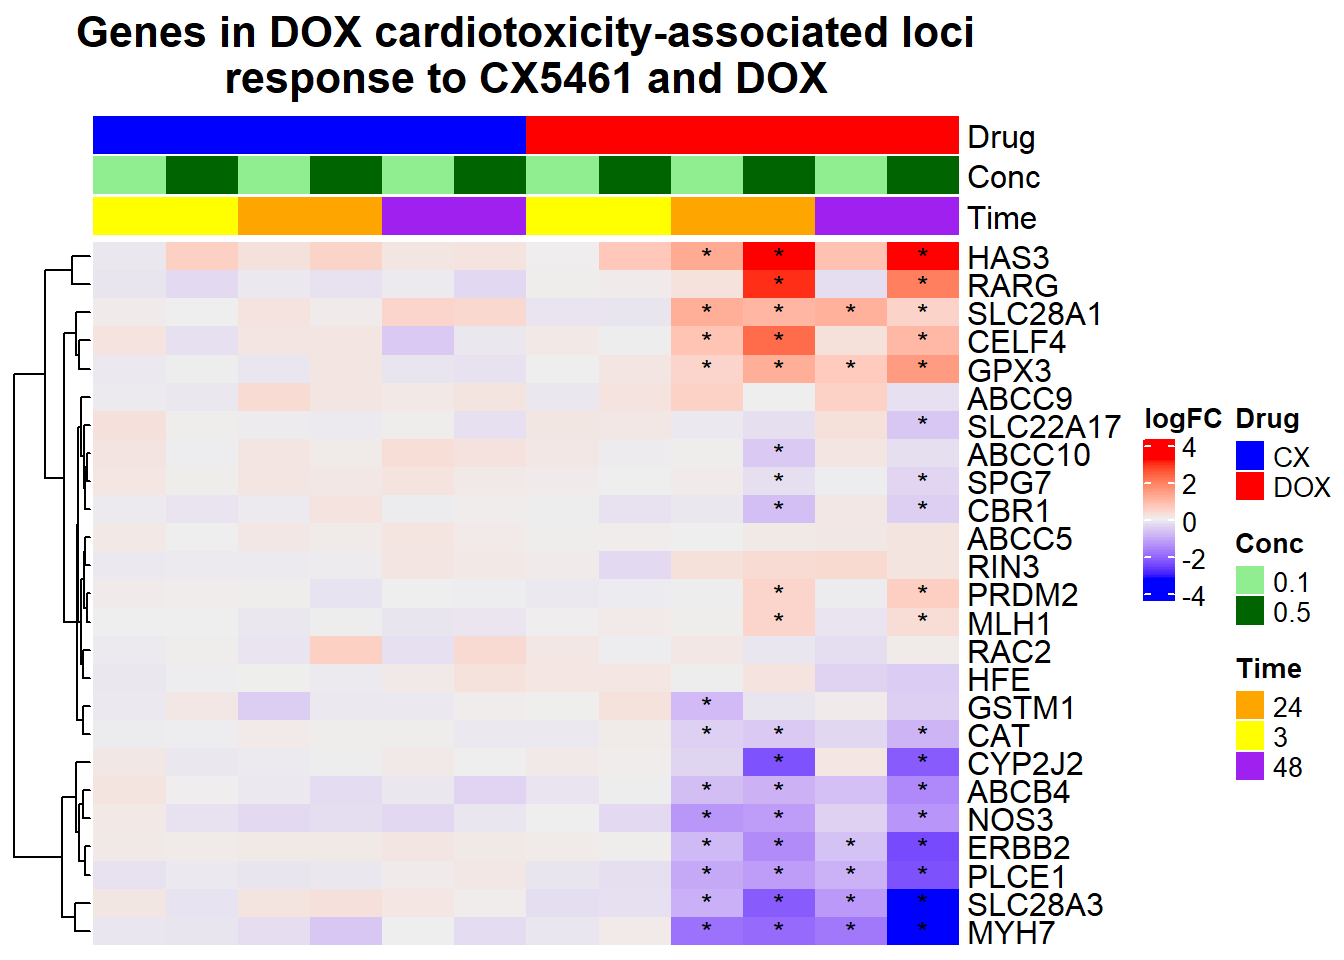 Genes in DOX cardiotoxicity-associated loci
response to CX5461 and DOX
Drug
Conc
Time
* * * HAS3
* * RARG
* * * * SLC28A1
* * * CELF4
* * * * GPX3
ABCC9
* SLC22A17
* ABCC10
* * SPG7
* * CBR1
ABCC5
RIN3
* * PRDM2
* * MLH1
RAC2
HFE
* GSTM1
* * * CAT
* * CYP2J2
* * * ABCB4
* * * NOS3
* * * * ERBB2
* * * * PLCE1
* * * * SLC28A3
* * * * MYH7
logFC
4
2
0
-2
-4
Drug
CX
DOX
Conc
0.1
0.5
Time
24
3
48